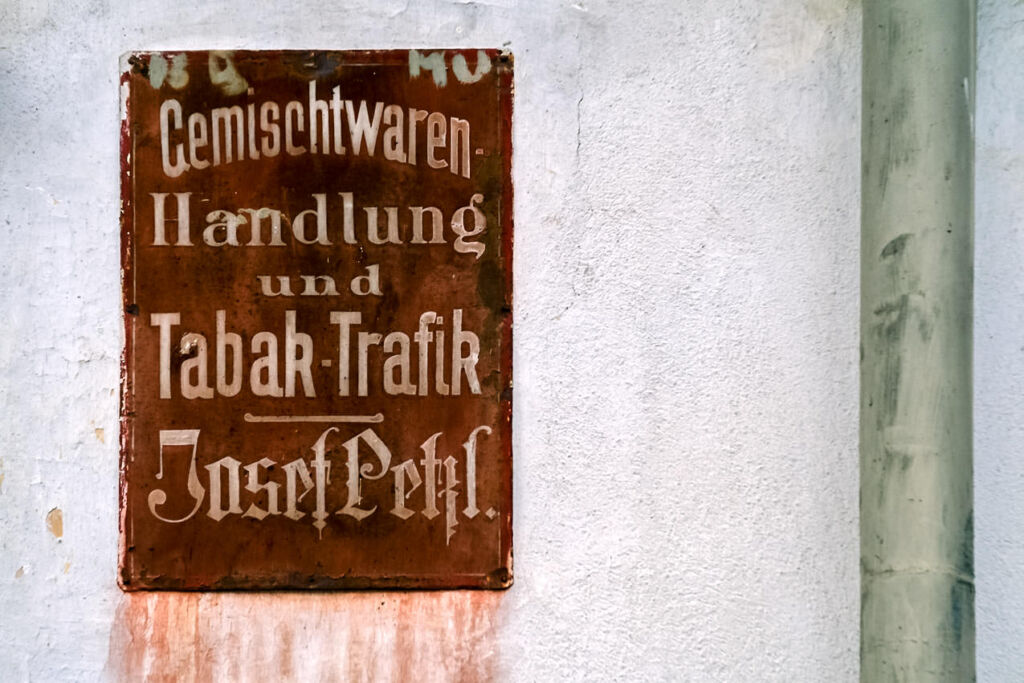 Gemischtwaren-
Handlung
und
Tabak-Trafik
Josef Petzl.